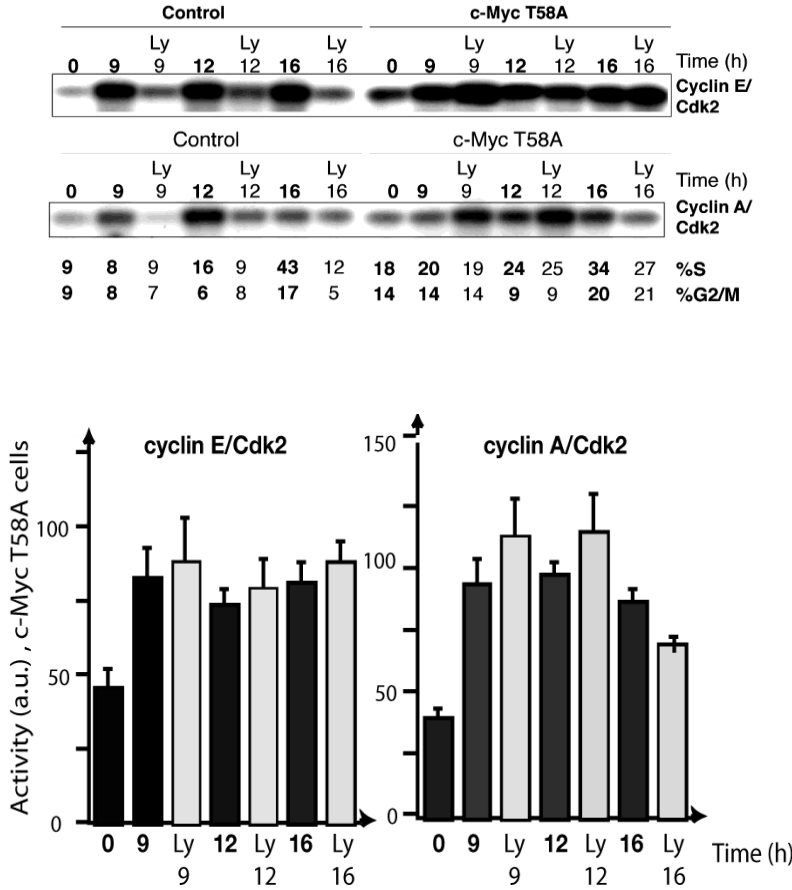 Control c-Myc T58A
Ly Ly Ly Ly Ly Ly
0 9 9 12 12 16 16 0 9 9 12 12 16 16 Time (h)
Cyclin E/
Cdk2
Control c-Myc T58A
Ly Ly Ly Ly Ly Ly
0 9 9 12 12 16 16 0 9 9 12 12 16 16 Time (h)
Cyclin A/
Cdk2
9 8 9 16 9 43 12 18 20 19 24 25 34 27 %S
9 8 7 6 8 17 5 14 14 14 9 9 20 21 %G2/M
Activity (a.u.) , c-Myc T58A cells
cyclin E/Cdk2
100
50
0
0 9 Ly 12 Ly 16 Ly
9 12 16
cyclin A/Cdk2
150
100
50
0
0 9 Ly 12 Ly 16 Ly
9 12 16
Time (h)